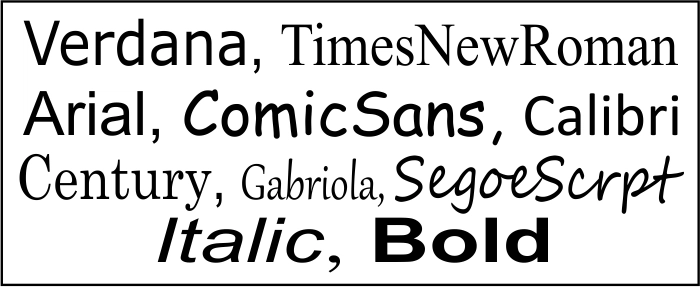 Verdana, TimesNewRoman
Arial, ComicSans, Calibri
Century, Gabriola, SegoeScrpt
Italic, Bold